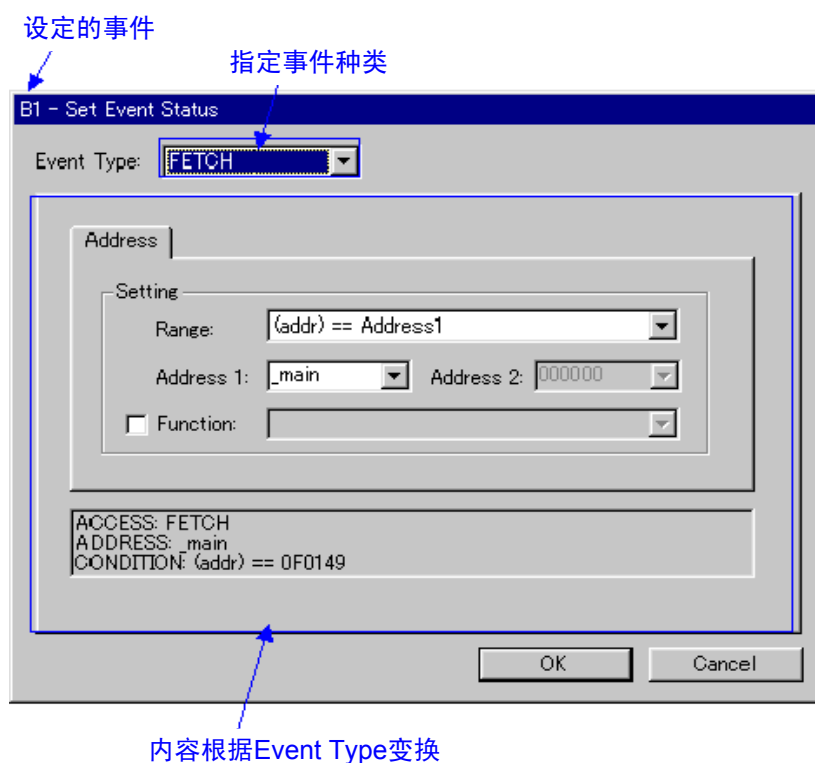 设定的事件
指定事件种类
B1 - Set Event Status
Event Type: FETCH
Address
Setting
Range: (addr) == Address1
Address 1: _main Address 2: 000000
Function:
ACCESS: FETCH
ADDRESS: _main
CONDITION: (addr) == 0F0149
OK Cancel
内容根据Event Type变换